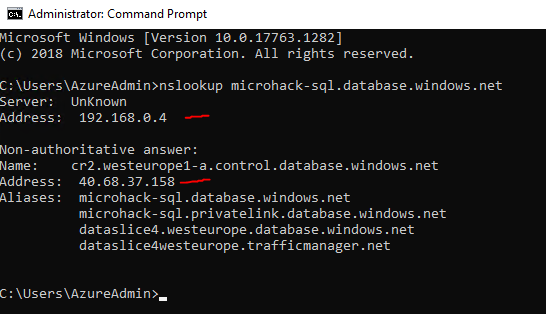 Administrator: Command Prompt
Microsoft Windows [Version 10.0.17763.1282]
(c) 2018 Microsoft Corporation. All rights reserved.
C:\Users\AzureAdmin>nslookup microhack-sql.database.windows.net
Server:  UnKnown
Address:  192.168.0.4
Non-authoritative answer:
Name:    cr2.westeurope1-a.control.database.windows.net
Address:  40.68.37.158
Aliases:  microhack-sql.database.windows.net
microhack-sql.privatelink.database.windows.net
dataslice4.westeurope.database.windows.net
dataslice4westeurope.trafficmanager.net
C:\Users\AzureAdmin>